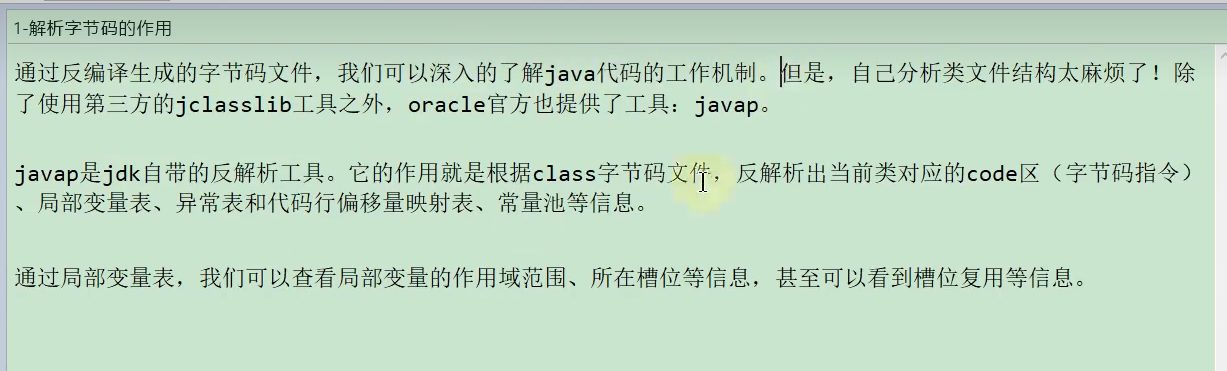 1-解析字节码的作用
通过反编译生成的字节码文件，我们可以深入的了解java代码的工作机制。但是，自己分析类文件结构太麻烦了！除
了使用第三方的jclasslib工具之外，oracle官方也提供了工具：javap。
javap是jdk自带的反解析工具。它的作用就是根据class字节码文件，反解析出当前类对应的code区（字节码指令）
、局部变量表、异常表和代码行偏移量映射表、常量池等信息。
通过局部变量表，我们可以查看局部变量的作用域范围、所在槽位等信息，甚至可以看到槽位复用等信息。